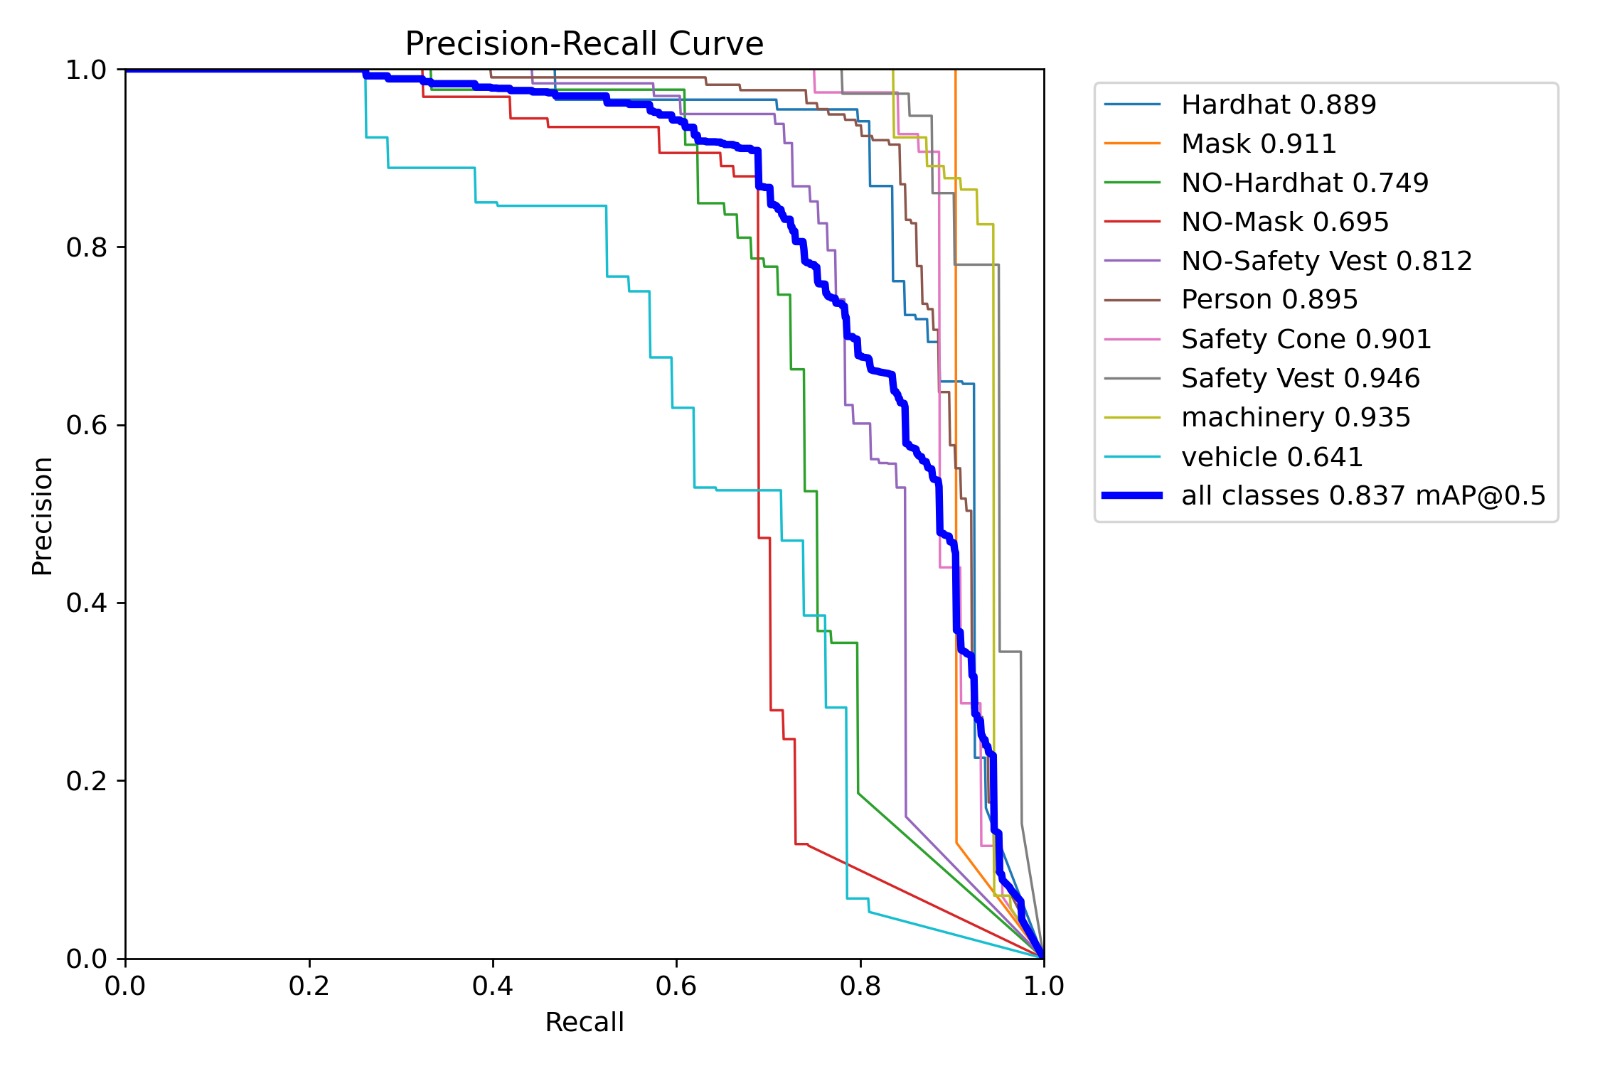 Precision-Recall Curve
1.0
0.8
0.6
0.4
0.2
0.0
Precision
0.0 0.2 0.4 0.6 0.8 1.0
Recall
Hardhat 0.889
Mask 0.911
NO-Hardhat 0.749
NO-Mask 0.695
NO-Safety Vest 0.812
Person 0.895
Safety Cone 0.901
Safety Vest 0.946
machinery 0.935
vehicle 0.641
all classes 0.837 mAP@0.5